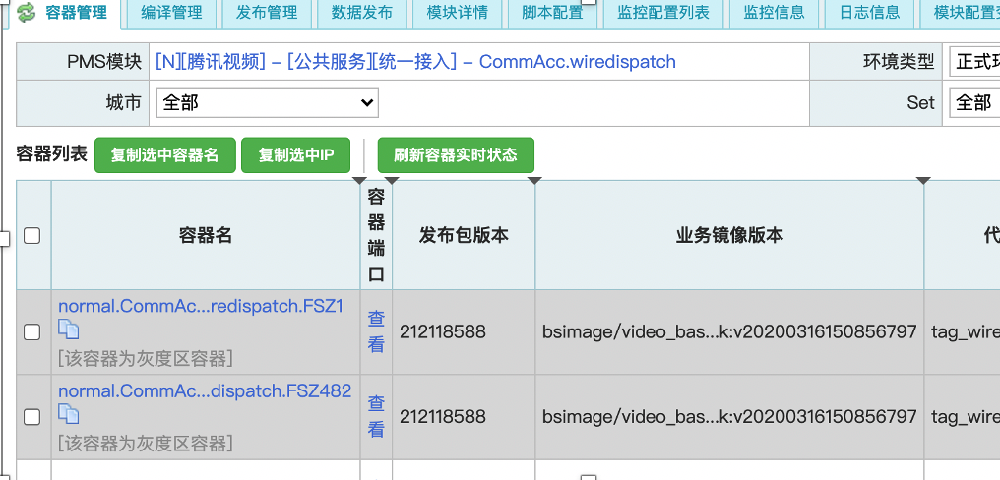 容器管理 编译管理 发布管理 数据发布 模块详情 脚本配置 监控配置列表 监控信息 日志信息 模块配置
PMS模块 [N][腾讯视频] - [公共服务][统一接入] - CommAcc.wiredispatch 环境类型 正式环
城市 全部 Set 全部
容器列表 复制选中容器名 复制选中IP 刷新容器实时状态
容器名 容器端口 发布包版本 业务镜像版本 代
normal.CommAc...redispatch.FSZ1
[该容器为灰度区容器]
查看 212118588 bsimage/video_bas...k:v20200316150856797 tag_wire
normal.CommAc...dispatch.FSZ482
[该容器为灰度区容器]
查看 212118588 bsimage/video_bas...k:v20200316150856797 tag_wire